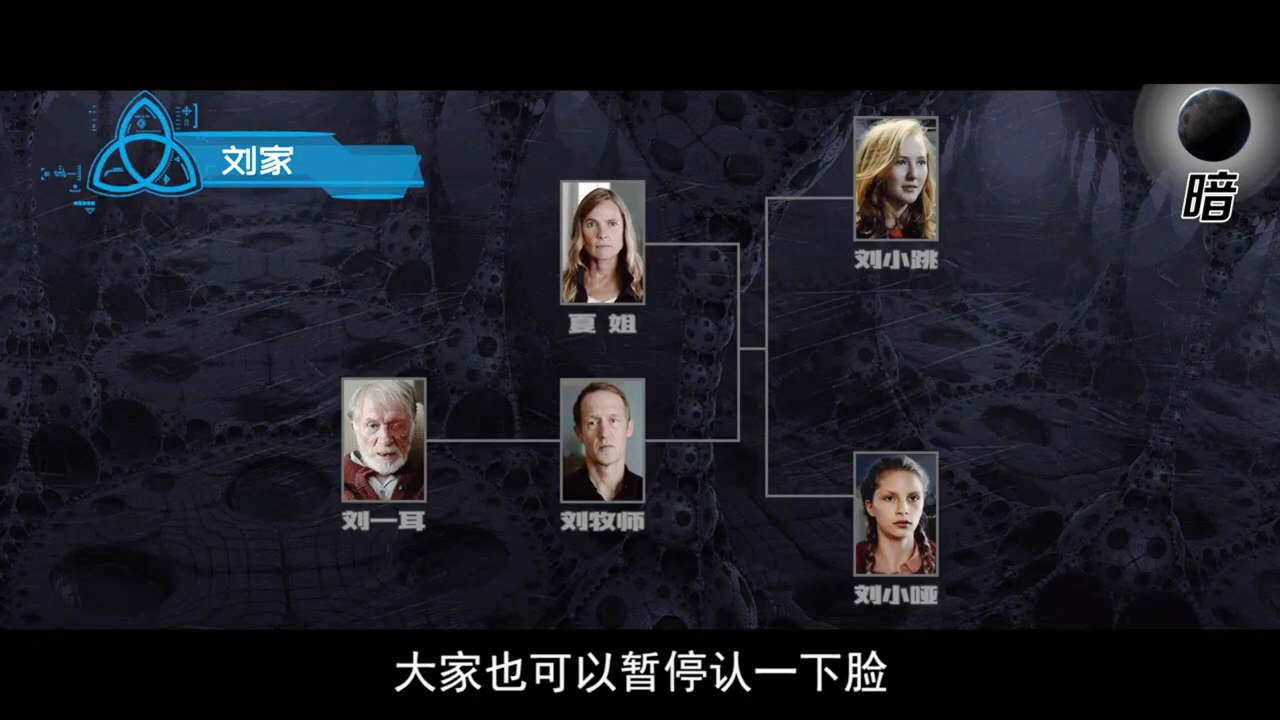 刘家
暗
刘小跳
夏姐
刘一耳
刘牧师
刘小哑
大家也可以暂停认一下脸